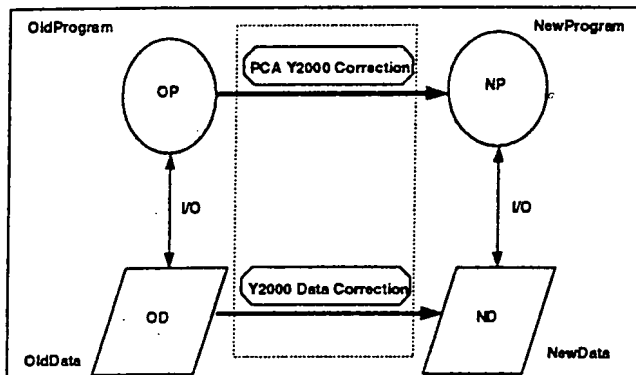 OldProgram
NewProgram
PCA Y2000 Correction
OP
NP
I/O
I/O
Y2000 Data Correction
OD
ND
OldData
NewData